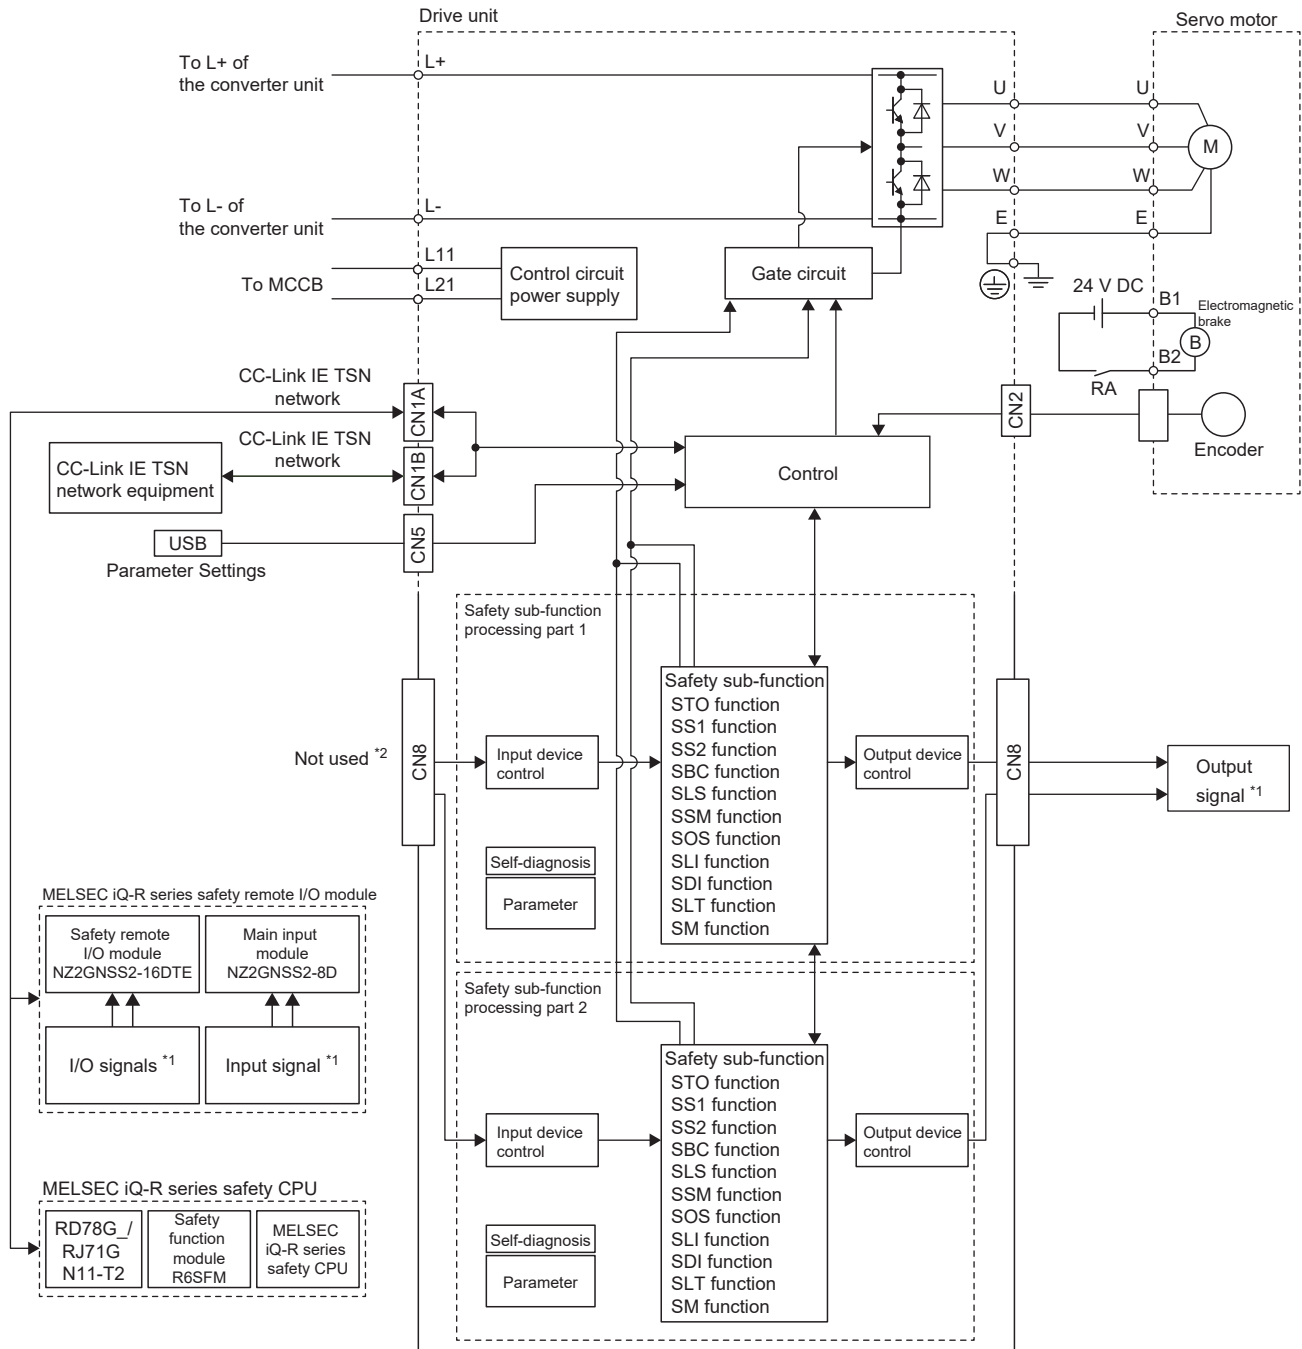 Drive unit
Servo motor
To L+ of
the converter unit
L+
U
U
V
V
M
W
W
To L- of
the converter unit
L-
E
E
L11
To MCCB
L21
Control circuit
power supply
Gate circuit
24 V DC
B1
Electromagnetic
brake
B
B2
RA
CC-Link IE TSN
network
CN1A
CN2
CC-Link IE TSN
network
CN1B
CC-Link IE TSN
network equipment
Control
Encoder
USB
CN5
Parameter Settings
Safety sub-function
processing part 1
Safety sub-function
STO function
SS1 function
SS2 function
SBC function
SLS function
SSM function
SOS function
SLI function
SDI function
SLT function
SM function
Not used *2
CN8
Input device
control
Output device
control
CN8
Output
signal *1
Self-diagnosis
Parameter
MELSEC iQ-R series safety remote I/O module
Safety remote
I/O module
NZ2GNSS2-16DTE
Main input
module
NZ2GNSS2-8D
I/O signals *1
Input signal *1
Safety sub-function
processing part 2
Safety sub-function
STO function
SS1 function
SS2 function
SBC function
SLS function
SSM function
SOS function
SLI function
SDI function
SLT function
SM function
Input device
control
Output device
control
Self-diagnosis
Parameter
MELSEC iQ-R series safety CPU
RD78G_/
RJ71G
N11-T2
Safety
function
module
R6SFM
MELSEC
iQ-R series
safety CPU